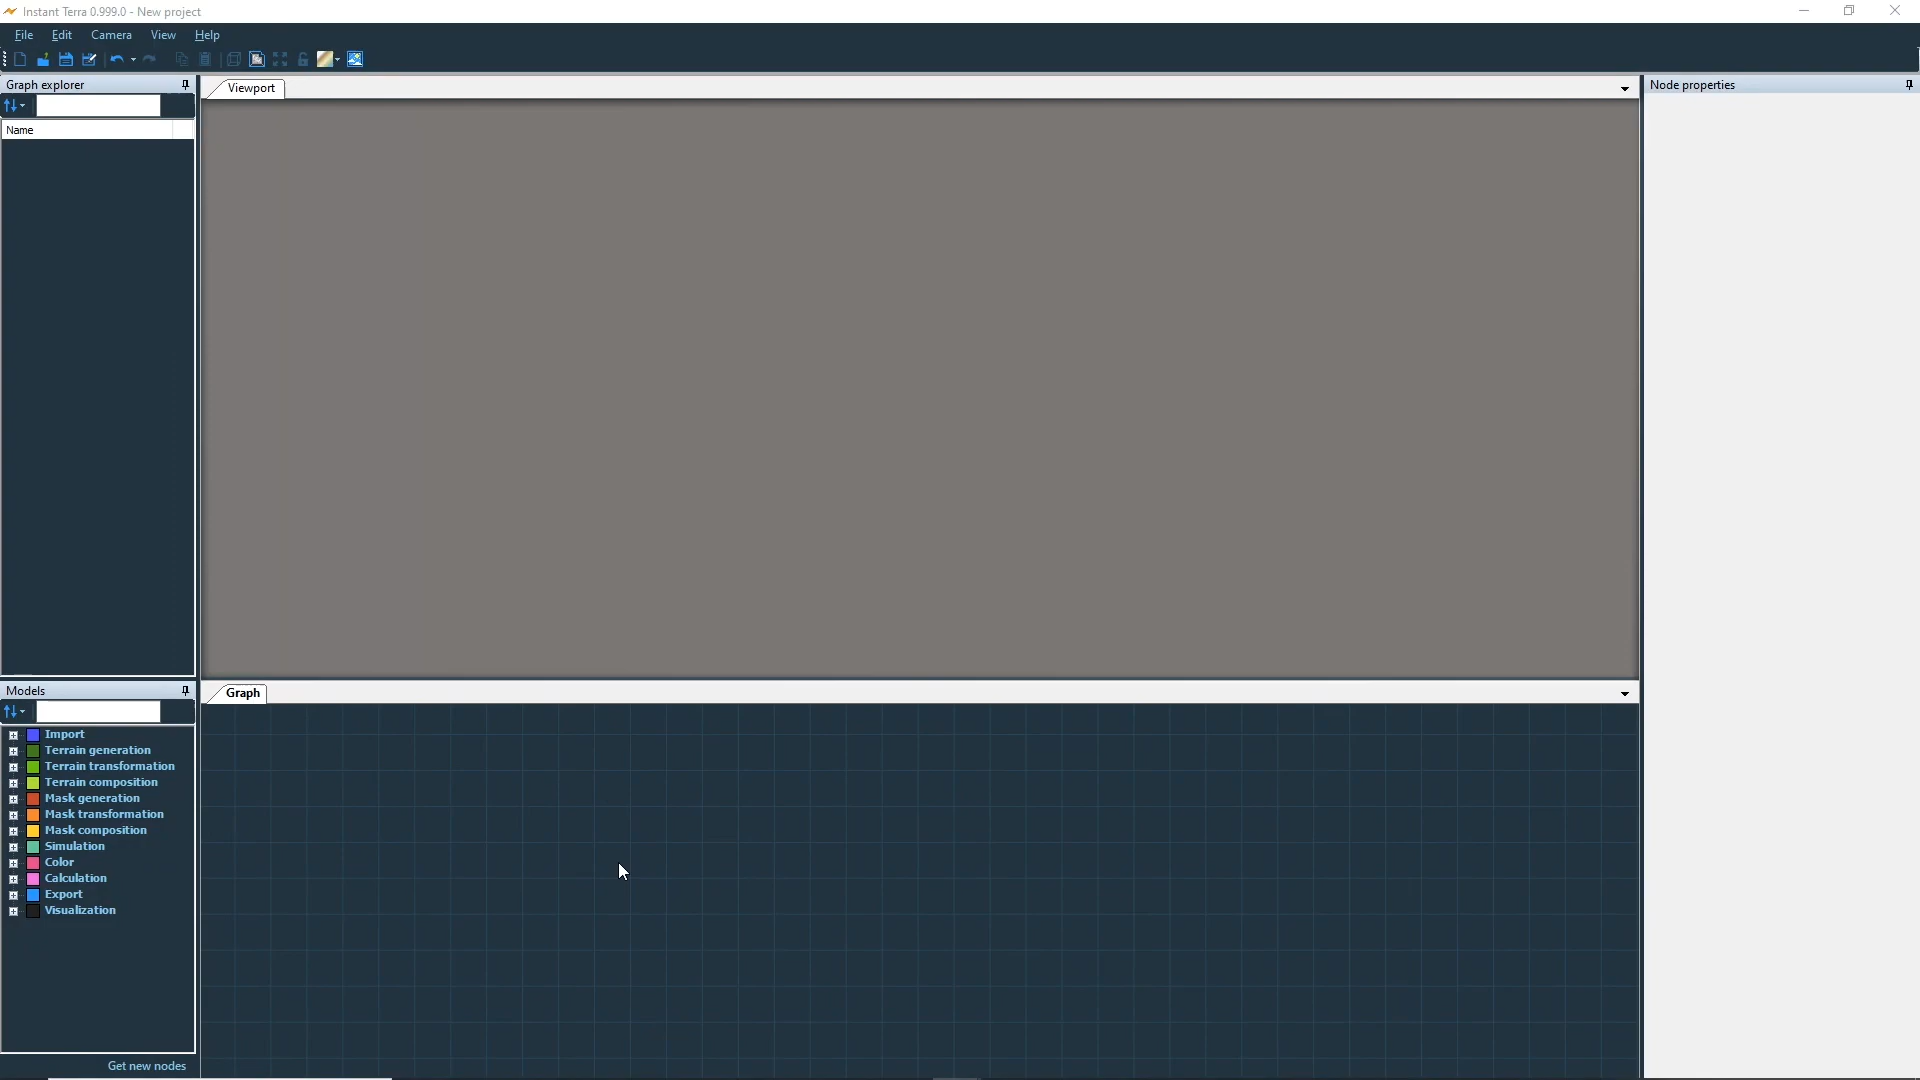 Instant Terra 0.999.0 - New project
File Edit Camera View Help
Graph explorer
Viewport
Node properties
Name
Models
Graph
Import
Terrain generation
Terrain transformation
Terrain composition
Mask generation
Mask transformation
Mask composition
Simulation
Color
Calculation
Export
Visualization
Get new nodes